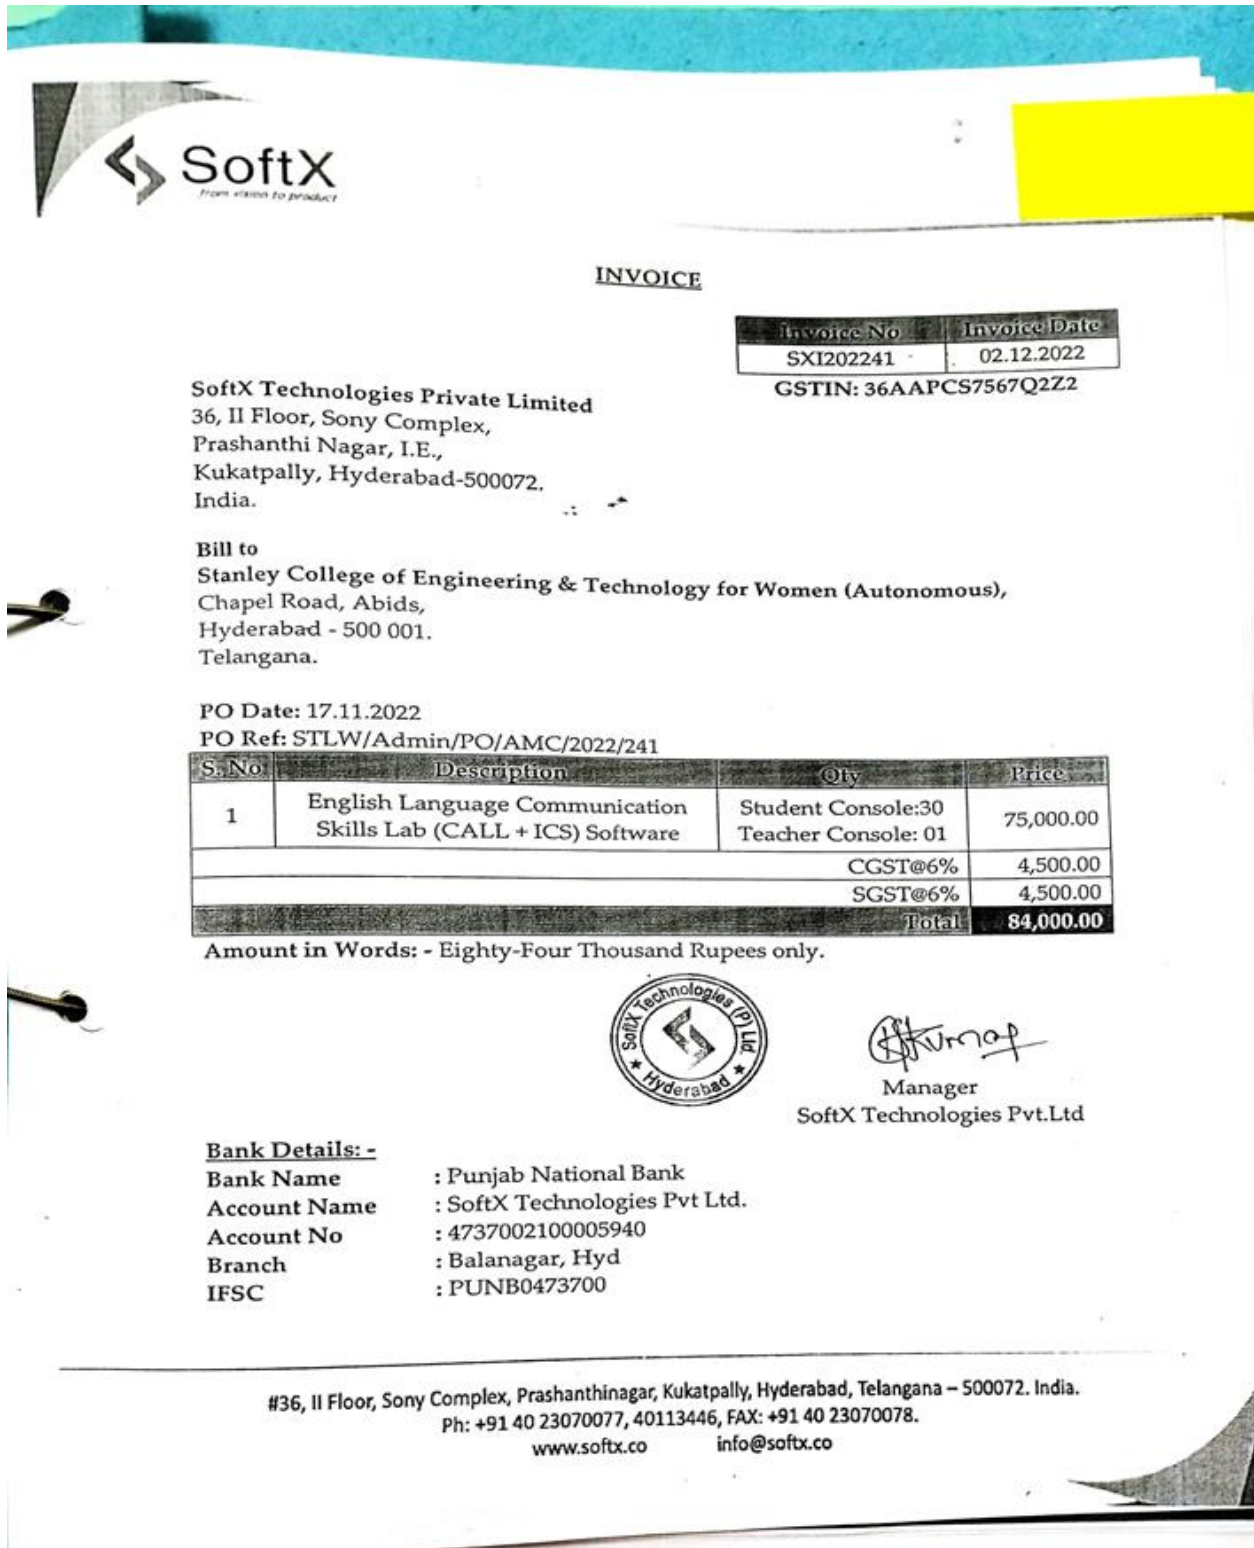 SoftX
From vision to product
INVOICE
Invoice No Invoice Date
SXI202241 02.12.2022
GSTIN: 36AAPCS7567Q2Z2
SoftX Technologies Private Limited
36, II Floor, Sony Complex,
Prashanthi Nagar, I.E.,
Kukatpally, Hyderabad-500072.
India.
Bill to
Stanley College of Engineering & Technology for Women (Autonomous),
Chapel Road, Abids,
Hyderabad - 500 001.
Telangana.
PO Date: 17.11.2022
PO Ref: STLW/Admin/PO/AMC/2022/241
S. No Description Qty Price
1 English Language Communication Skills Lab (CALL + ICS) Software Student Console:30 Teacher Console: 01 75,000.00
CGST@6% 4,500.00
SGST@6% 4,500.00
Total 84,000.00
Amount in Words: - Eighty-Four Thousand Rupees only.
SoftX Technologies (P) Ltd. ★ Hyderabad ★
Manager
SoftX Technologies Pvt.Ltd
Bank Details: -
Bank Name : Punjab National Bank
Account Name : SoftX Technologies Pvt Ltd.
Account No : 4737002100005940
Branch : Balanagar, Hyd
IFSC : PUNB0473700
#36, II Floor, Sony Complex, Prashanthinagar, Kukatpally, Hyderabad, Telangana – 500072. India.
Ph: +91 40 23070077, 40113446, FAX: +91 40 23070078.
www.softx.co info@softx.co